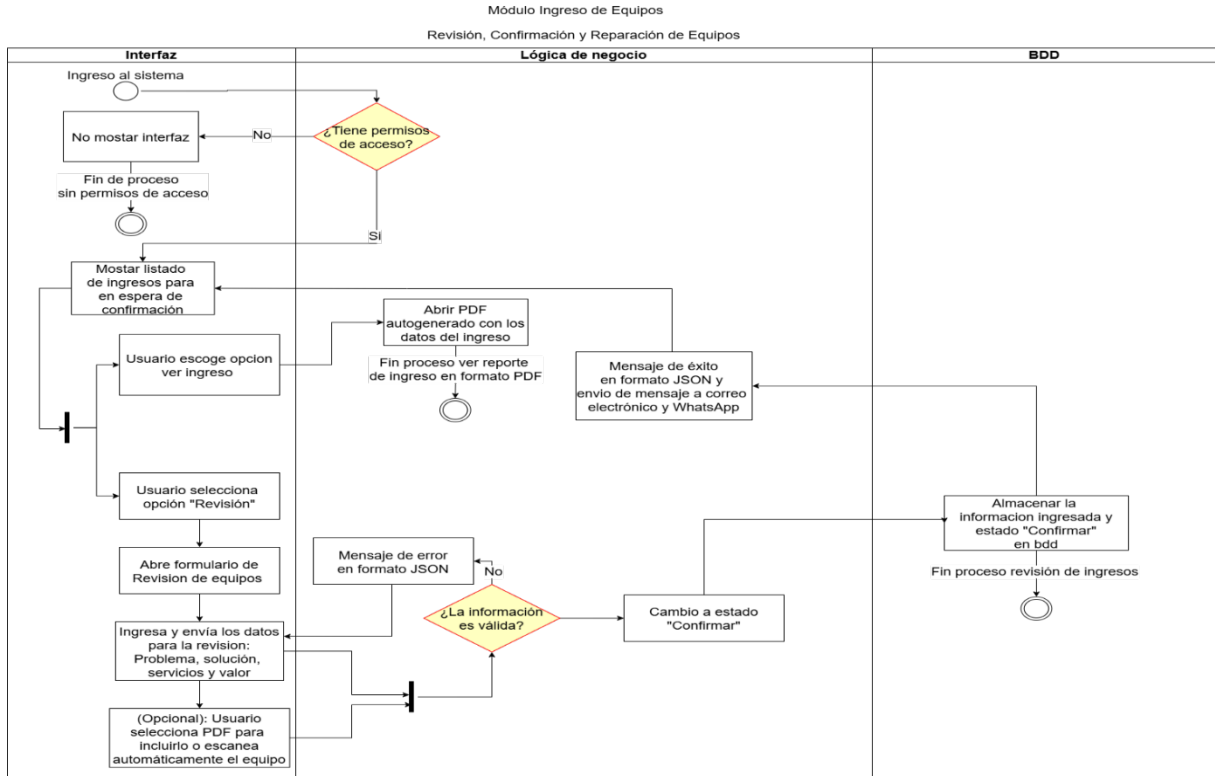 Módulo Ingreso de Equipos
Revisión, Confirmación y Reparación de Equipos
Interfaz
Lógica de negocio
BDD
Ingreso al sistema
No mostar interfaz
No
¿Tiene permisos
de acceso?
Fin de proceso
sin permisos de acceso
Si
Mostar listado
de ingresos para
en espera de
confirmación
Abrir PDF
autogenerado con los
datos del ingreso
Usuario escoge opcion
ver ingreso
Fin proceso ver reporte
de ingreso en formato PDF
Mensaje de éxito
en formato JSON y
envio de mensaje a correo
electrónico y WhatsApp
Usuario selecciona
opción "Revisión"
Almacenar la
informacion ingresada y
estado "Confirmar"
en bdd
Abre formulario de
Revision de equipos
Mensaje de error
en formato JSON
No
Fin proceso revisión de ingresos
¿La información
es válida?
Cambio a estado
"Confirmar"
Ingresa y envía los datos
para la revision:
Problema, solución,
servicios y valor
(Opcional): Usuario
selecciona PDF para
incluirlo o escanea
automáticamente el equipo